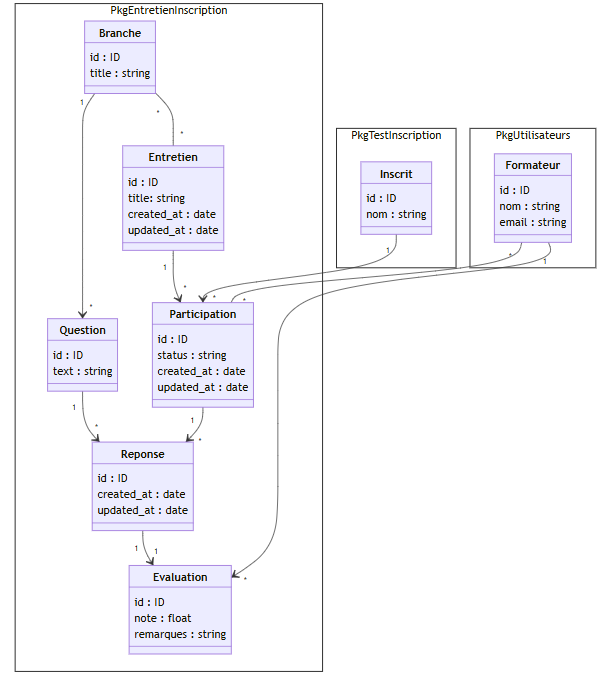 PkgEntretienInscription
Branche
id : ID
title : string
1
*
*
PkgTestInscription
PkgUtilisateurs
Entretien
id : ID
title: string
created_at : date
updated_at : date
Inscrit
id : ID
nom : string
Formateur
id : ID
nom : string
email : string
1
1
*
1
*
*
*
*
Participation
id : ID
status : string
created_at : date
updated_at : date
Question
id : ID
text : string
1
*
1
*
Reponse
id : ID
created_at : date
updated_at : date
1
1
*
Evaluation
id : ID
note : float
remarques : string